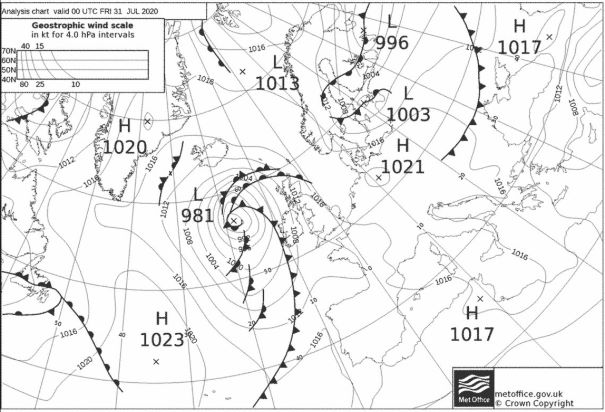 Analysis chart valid 00 UTC FRI 31 JUL 2020
Geostrophic wind scale
in kt for 4.0 hPa intervals
40 15
70N
60N
50N
40N
80 25 10
L
996
H
1017
L
1013
L
1003
H
1020
H
1021
L
981
H
1023
H
1017
1016
1016
1004
1012
1008
1012
1008
1016
1012
1016
1016
1012
1004
1012
1016
1008
1004
1016
1016
1020
1020
1016
1016
1016
1016
Met Office
metoffice.gov.uk
© Crown Copyright